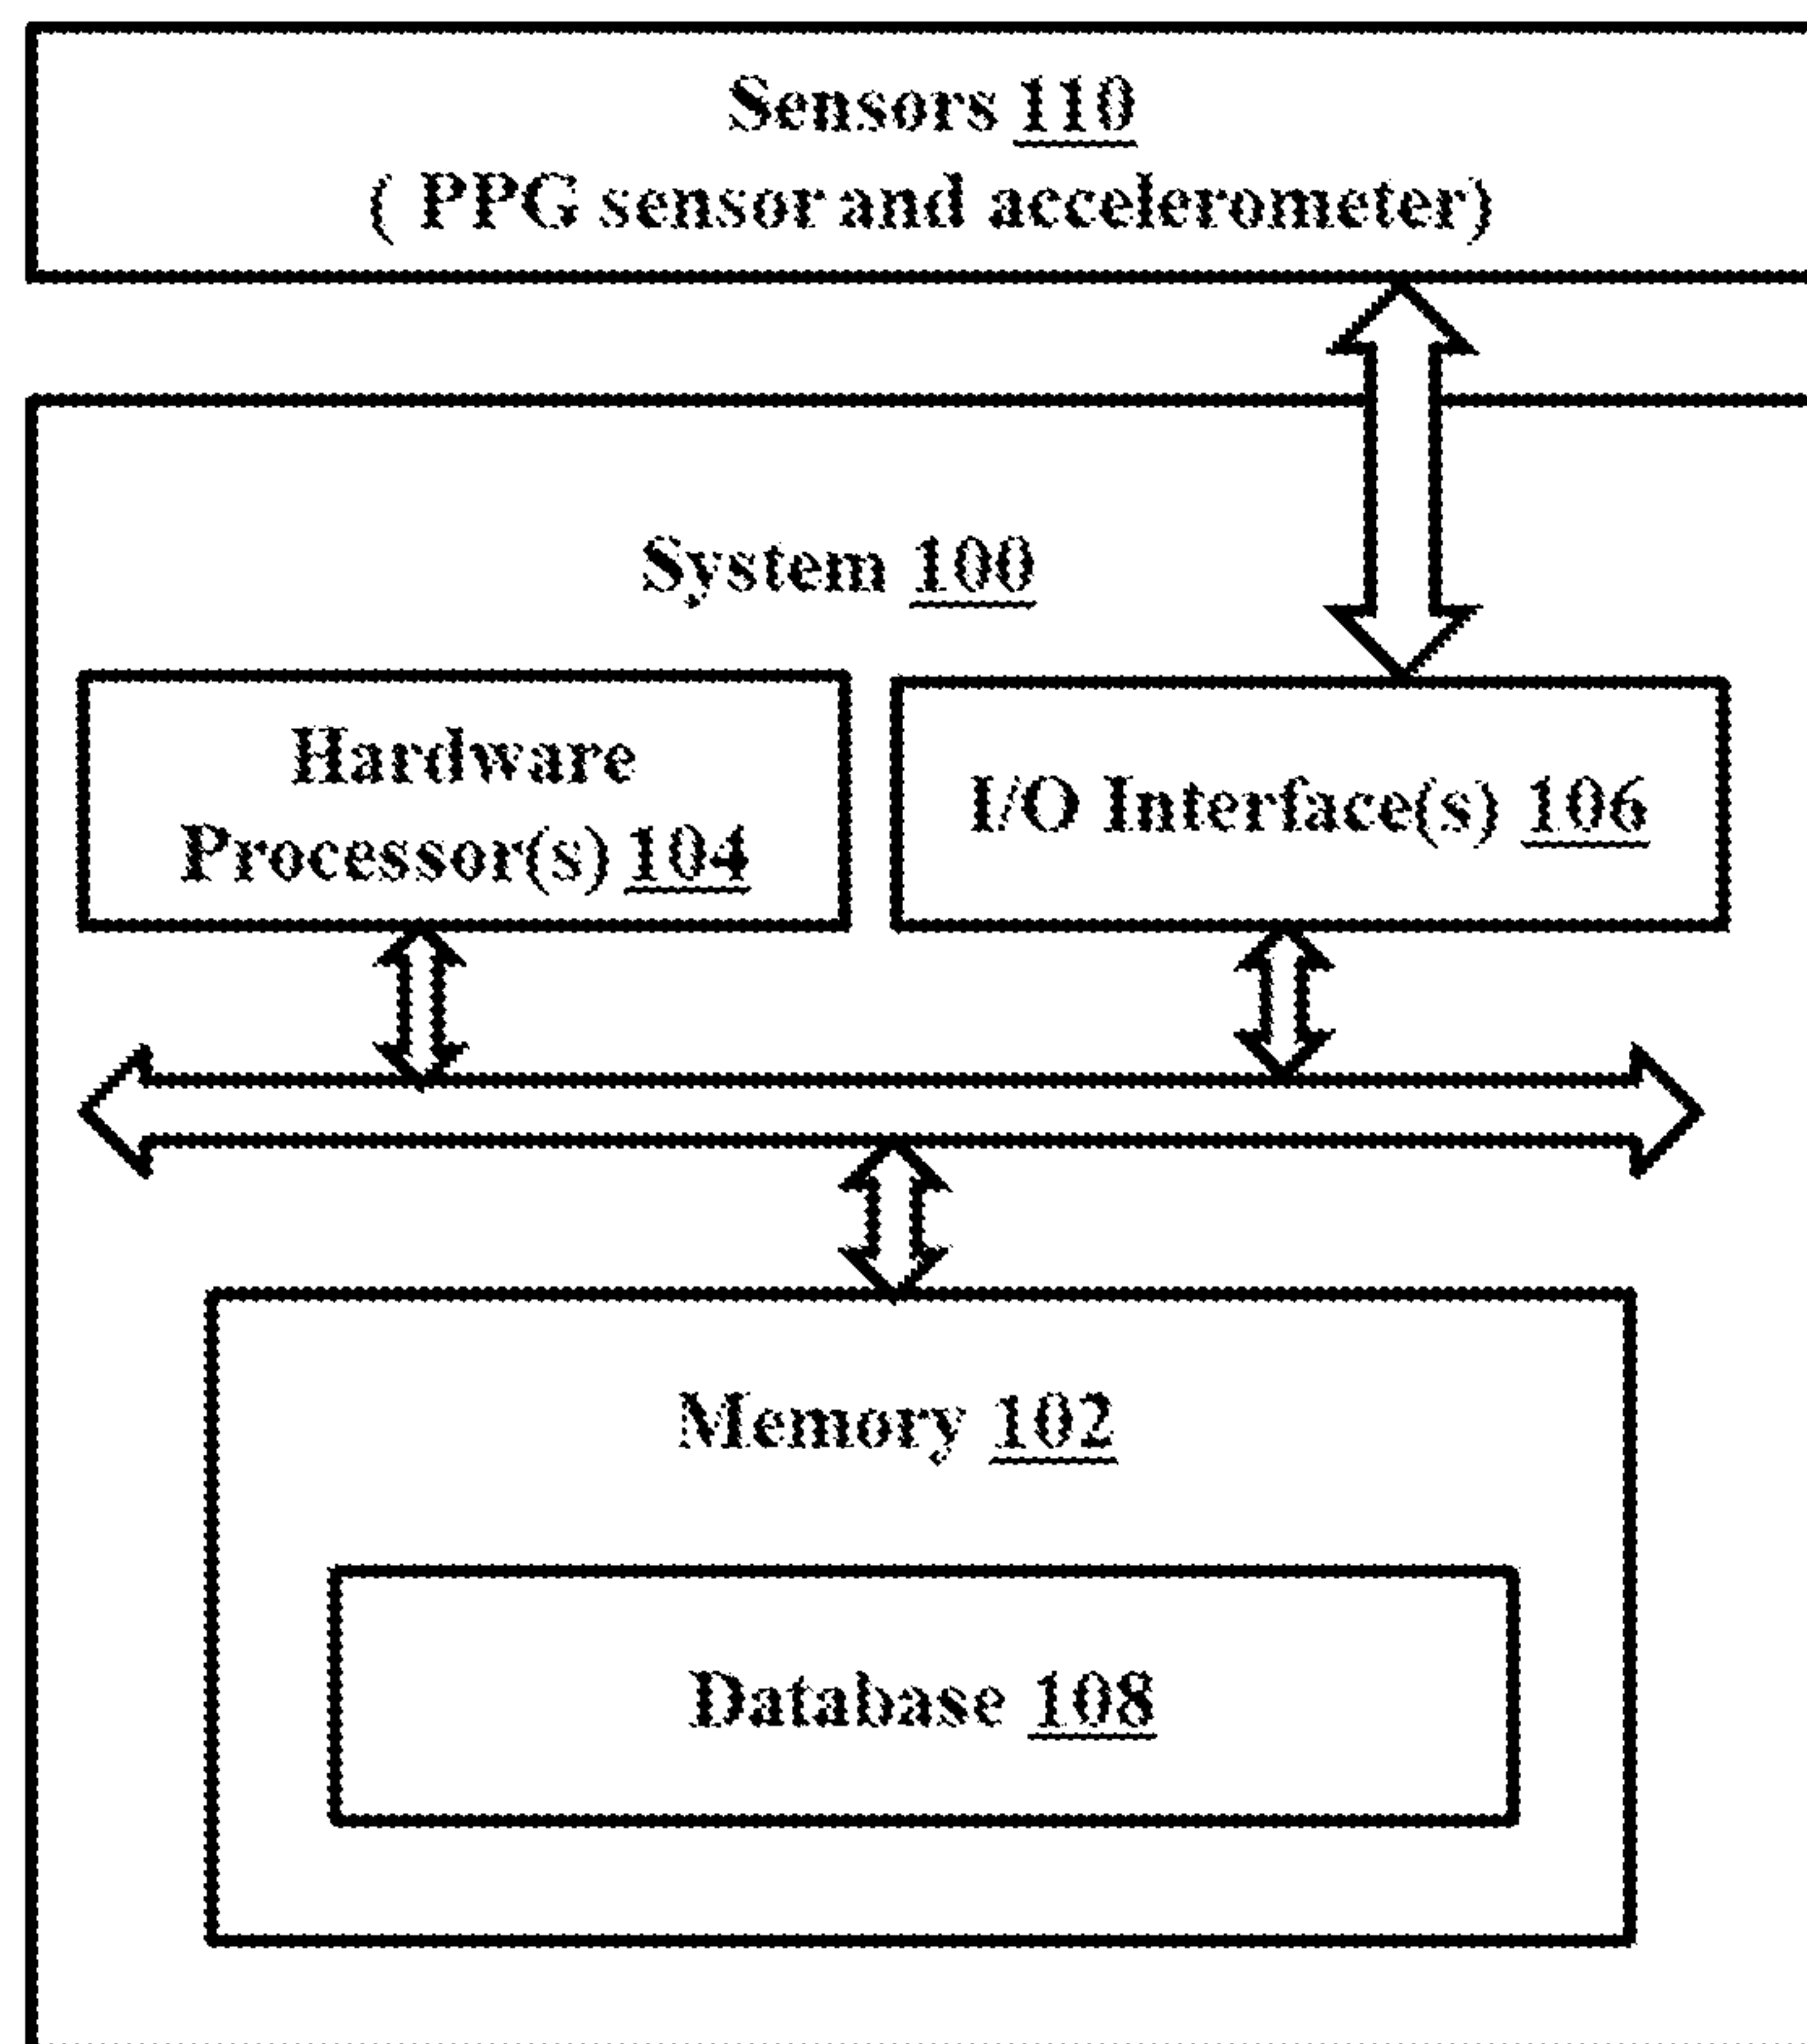 Sensors 110
( PPG sensor and accelerometer)
System 100
Hardware
Processor(s) 104
I/O Interface(s) 106
Memory 102
Database 108